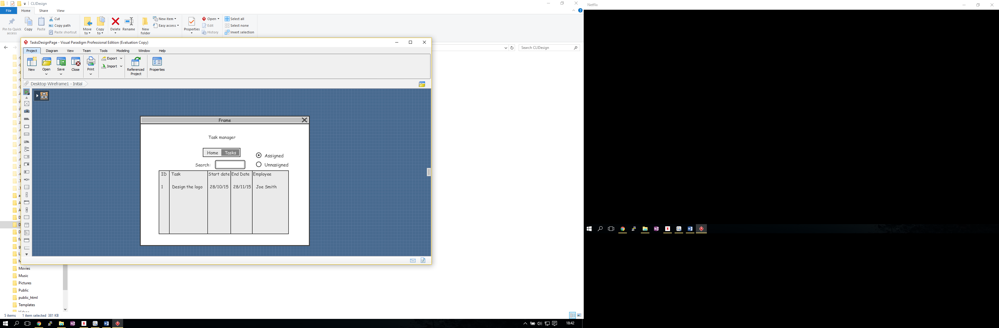 CLIDesign
File Home Share View
Pin to Quick access
Copy
Paste
Cut
Copy path
Paste shortcut
Move to
Copy to
Delete
Rename
New folder
New item
Easy access
Properties
Open
Edit
History
Select all
Select none
Invert selection
Search CLIDesign
TasksDesignPage - Visual Paradigm Professional Edition (Evaluation Copy)
Project Diagram View Team Tools Modeling Window Help
New
Open
Save
Close
Print
Export
Import
Referenced Project
Properties
Desktop Wireframe1 - Initial
Frame
Task manager
Home Tasks
Assigned
Search:
Unnasigned
ID Task Start date End Date Employee
1 Design the logo 28/10/15 28/11/15 Joe Smith
Movies
Music
Pictures
Public
public_html
Templates
5 items 1 item selected 381 KB
18:42
Netflix